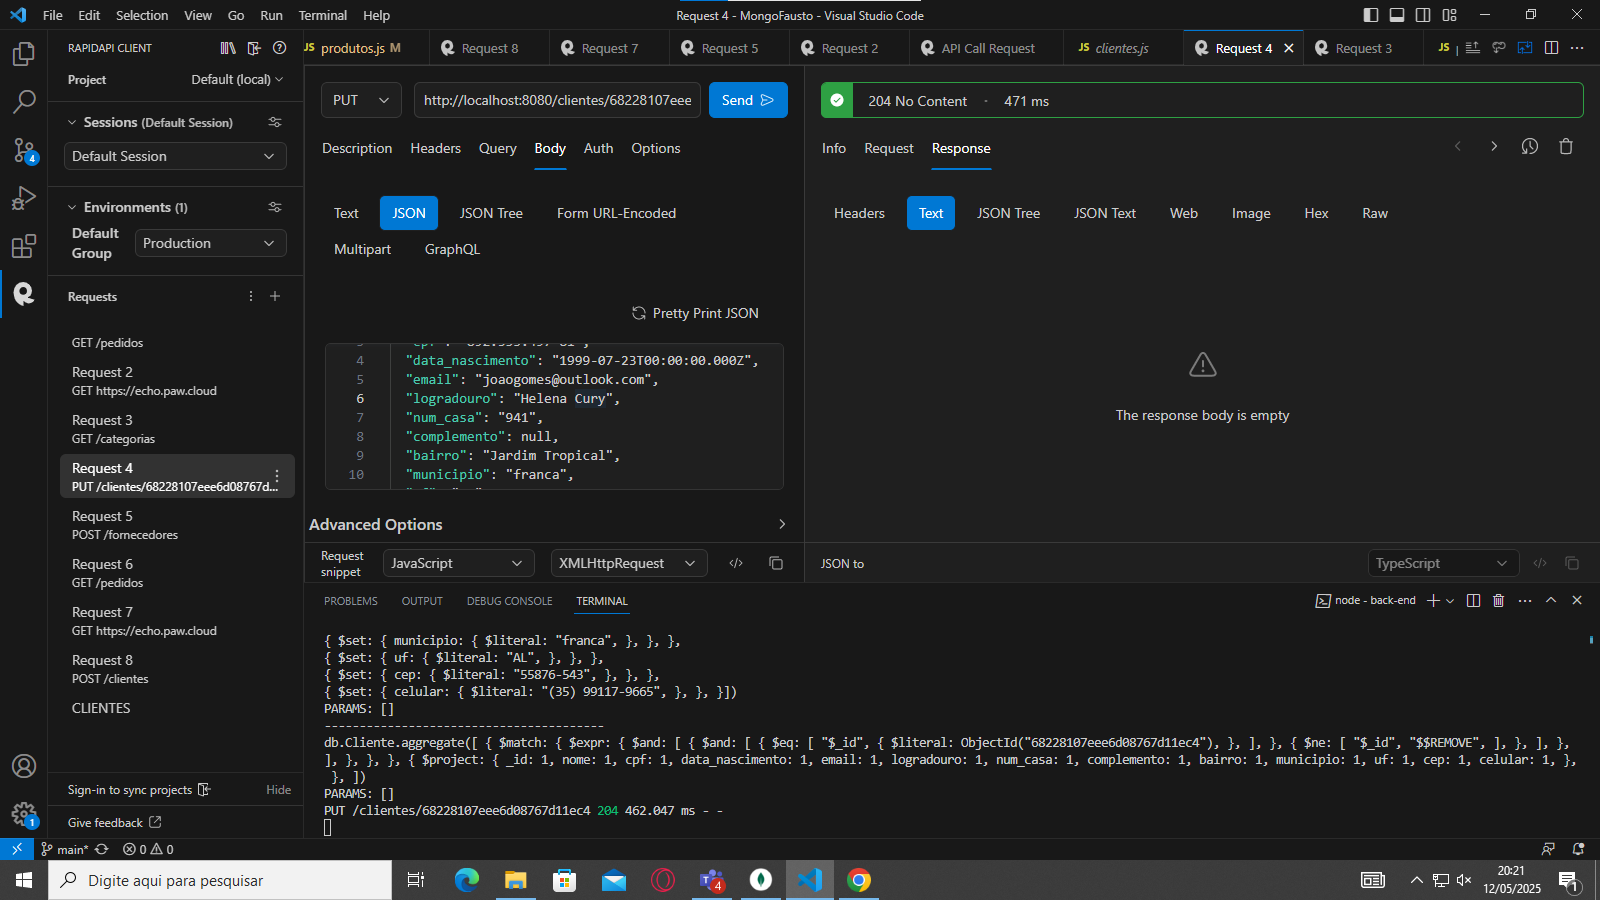 File Edit Selection View Go Run Terminal Help
Request 4 - MongoFausto - Visual Studio Code
RAPIDAPI CLIENT
JS produtos.js M
Request 8
Request 7
Request 5
Request 2
API Call Request
JS clientes.js
Request 4
Request 3
JS
Project
Default (local)
Sessions (Default Session)
Default Session
Environments (1)
Default Group
Production
Requests
GET /pedidos
Request 2
GET https://echo.paw.cloud
Request 3
GET /categorias
Request 4
PUT /clientes/68228107eee6d08767d...
Request 5
POST /fornecedores
Request 6
GET /pedidos
Request 7
GET https://echo.paw.cloud
Request 8
POST /clientes
CLIENTES
Sign-in to sync projects
Hide
Give feedback
4
1
PUT
http://localhost:8080/clientes/68228107eee
Send
Description Headers Query Body Auth Options
Text JSON JSON Tree Form URL-Encoded
Multipart GraphQL
Pretty Print JSON
4 "data_nascimento": "1999-07-23T00:00:00.000Z",
5 "email": "joaogomes@outlook.com",
6 "logradouro": "Helena Cury",
7 "num_casa": "941",
8 "complemento": null,
9 "bairro": "Jardim Tropical",
10 "municipio": "franca",
Advanced Options
Request snippet
JavaScript
XMLHttpRequest
204 No Content · 471 ms
Info Request Response
Headers Text JSON Tree JSON Text Web Image Hex Raw
The response body is empty
JSON to
TypeScript
PROBLEMS OUTPUT DEBUG CONSOLE TERMINAL
node - back-end
{ $set: { municipio: { $literal: "franca", }, }, },
{ $set: { uf: { $literal: "AL", }, }, },
{ $set: { cep: { $literal: "55876-543", }, }, },
{ $set: { celular: { $literal: "(35) 99117-9665", }, }, }])
PARAMS: []
----------------------------------------
db.Cliente.aggregate([ { $match: { $expr: { $and: [ { $and: [ { $eq: [ "$_id", { $literal: ObjectId("68228107eee6d08767d11ec4"), }, ], }, { $ne: [ "$_id", "$$REMOVE", ], }, ], },
], }, }, }, { $project: { _id: 1, nome: 1, cpf: 1, data_nascimento: 1, email: 1, logradouro: 1, num_casa: 1, complemento: 1, bairro: 1, municipio: 1, uf: 1, cep: 1, celular: 1, },
}, ])
PARAMS: []
PUT /clientes/68228107eee6d08767d11ec4 204 462.047 ms - -
main* 0 0
Digite aqui para pesquisar
4
20:21
12/05/2025
1